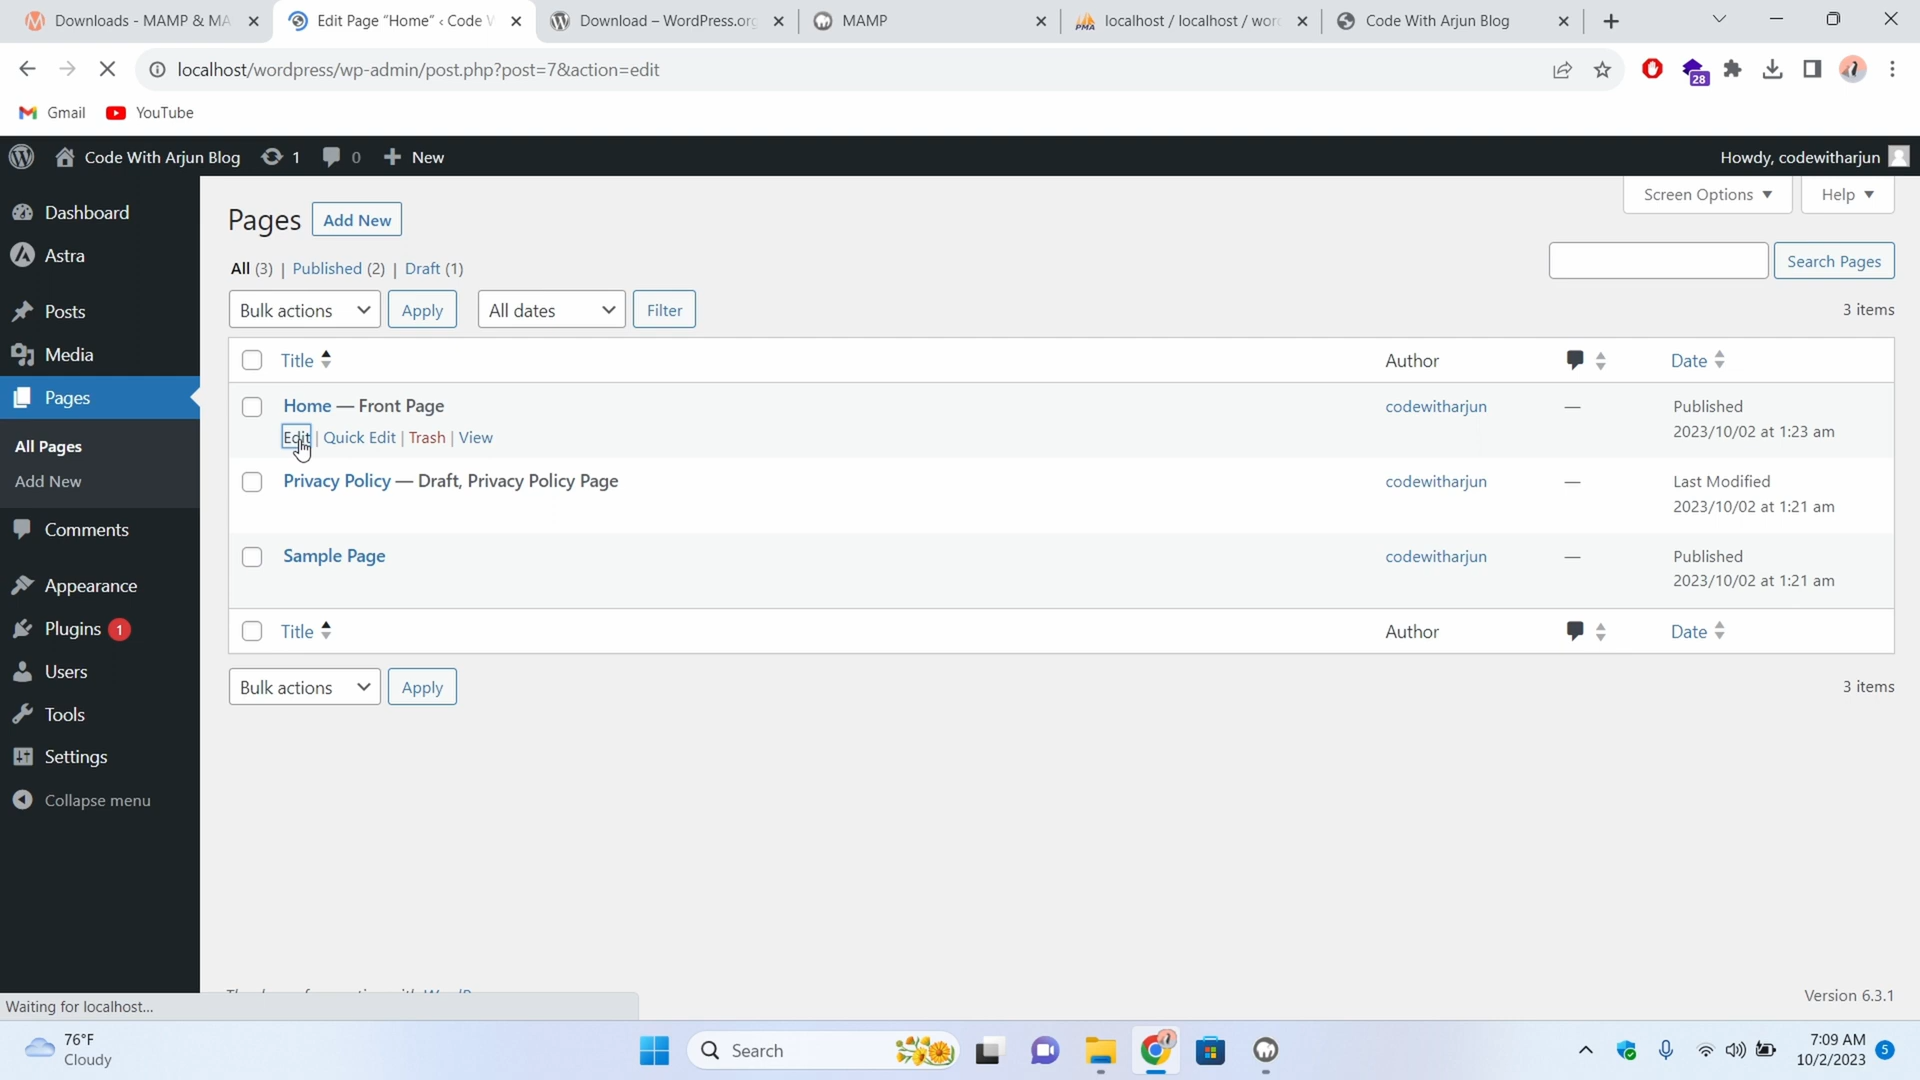 Downloads - MAMP & MA
Edit Page “Home” ‹ Code W
Download – WordPress.org
MAMP
localhost / localhost / word
Code With Arjun Blog
localhost/wordpress/wp-admin/post.php?post=7&action=edit
28
Gmail
YouTube
Code With Arjun Blog
1
0
New
Howdy, codewitharjun
Dashboard
Astra
Posts
Media
Pages
All Pages
Add New
Comments
Appearance
Plugins 1
Users
Tools
Settings
Collapse menu
Screen Options
Help
Pages
Add New
All (3) | Published (2) | Draft (1)
Search Pages
Bulk actions
Apply
All dates
Filter
3 items
Title
Author
Date
Home — Front Page
codewitharjun
—
Published
2023/10/02 at 1:23 am
Edit | Quick Edit | Trash | View
Privacy Policy — Draft, Privacy Policy Page
codewitharjun
—
Last Modified
2023/10/02 at 1:21 am
Sample Page
codewitharjun
—
Published
2023/10/02 at 1:21 am
Title
Author
Date
Bulk actions
Apply
3 items
Version 6.3.1
Waiting for localhost...
76°F
Cloudy
Search
7:09 AM
10/2/2023
5